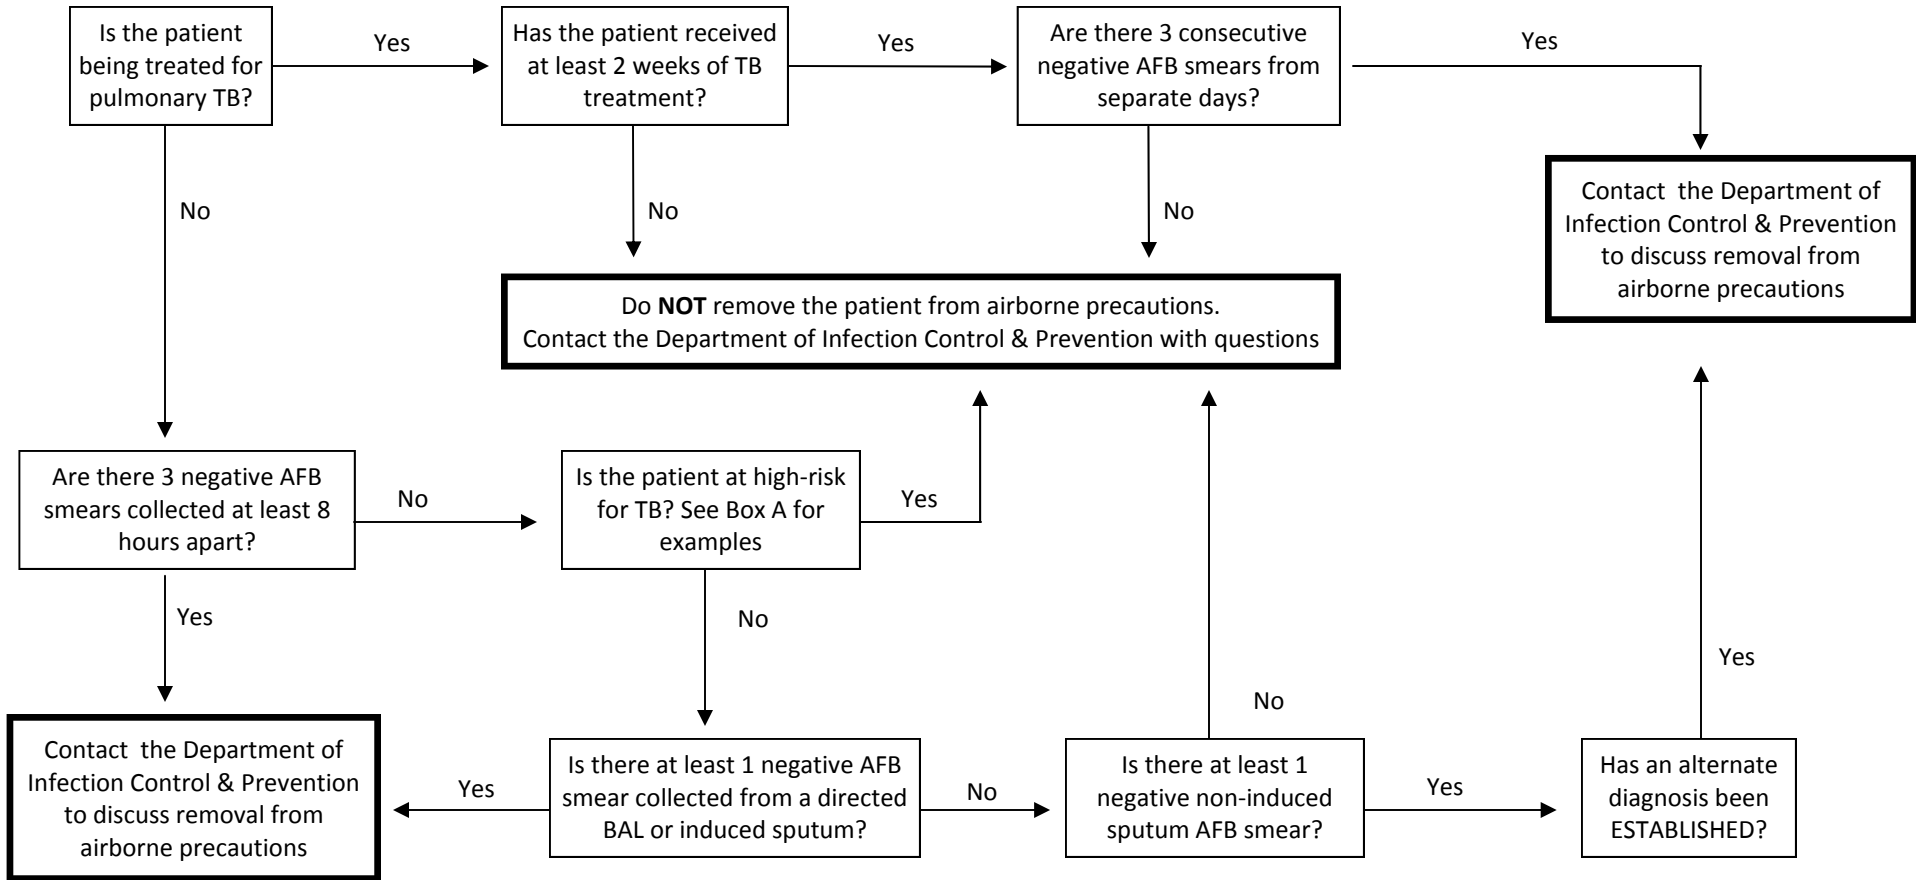 Is the patient
being treated for
pulmonary TB?
Yes
Has the patient received
at least 2 weeks of TB
treatment?
Yes
Are there 3 consecutive
negative AFB smears from
separate days?
Yes
No
No
No
Contact the Department of
Infection Control & Prevention
to discuss removal from
airborne precautions
Do NOT remove the patient from airborne precautions.
Contact the Department of Infection Control & Prevention with questions
Are there 3 negative AFB
smears collected at least 8
hours apart?
No
Is the patient at high-risk
for TB? See Box A for
examples
Yes
Yes
No
No
Yes
Contact the Department of
Infection Control & Prevention
to discuss removal from
airborne precautions
Yes
Is there at least 1 negative AFB
smear collected from a directed
BAL or induced sputum?
No
Is there at least 1
negative non-induced
sputum AFB smear?
Yes
Has an alternate
diagnosis been
ESTABLISHED?